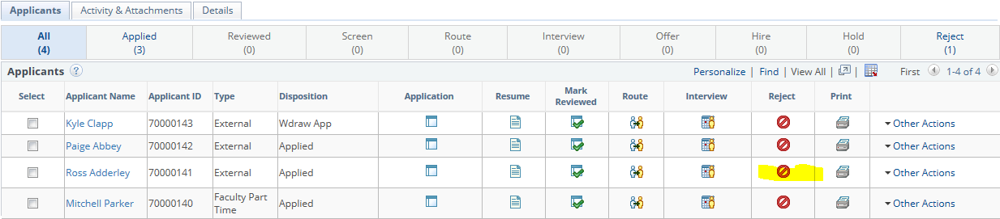 Applicants Activity & Attachments Details
All Applied Reviewed Screen Route Interview Offer Hire Hold Reject
(4) (3) (0) (0) (0) (0) (0) (0) (0) (1)
Applicants ? Personalize | Find | View All | | First 1-4 of 4
Select Applicant Name Applicant ID Type Disposition Application Resume Mark Reviewed Route Interview Reject Print
Kyle Clapp 70000143 External Wdraw App Other Actions
Paige Abbey 70000142 External Applied Other Actions
Ross Adderley 70000141 External Applied Other Actions
Mitchell Parker 70000140 Faculty Part Time Applied Other Actions